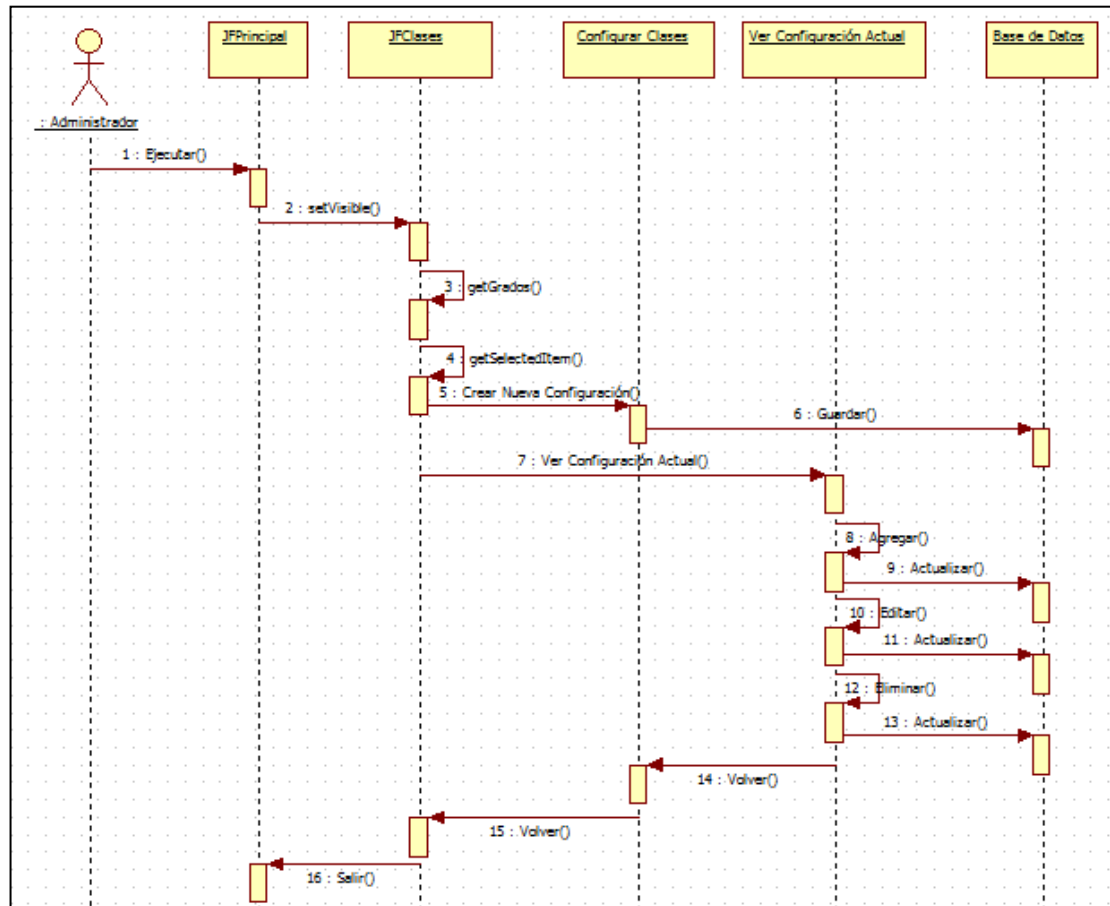 JFPrincipal
JFClases
Configurar Clases
Ver Configuración Actual
Base de Datos
: Administrador
1 : Ejecutar()
2 : setVisible()
3 : getGrados()
4 : getSelectedItem()
5 : Crear Nueva Configuración()
6 : Guardar()
7 : Ver Configuración Actual()
8 : Agregar()
9 : Actualizar()
10 : Editar()
11 : Actualizar()
12 : Eliminar()
13 : Actualizar()
14 : Volver()
15 : Volver()
16 : Salir()